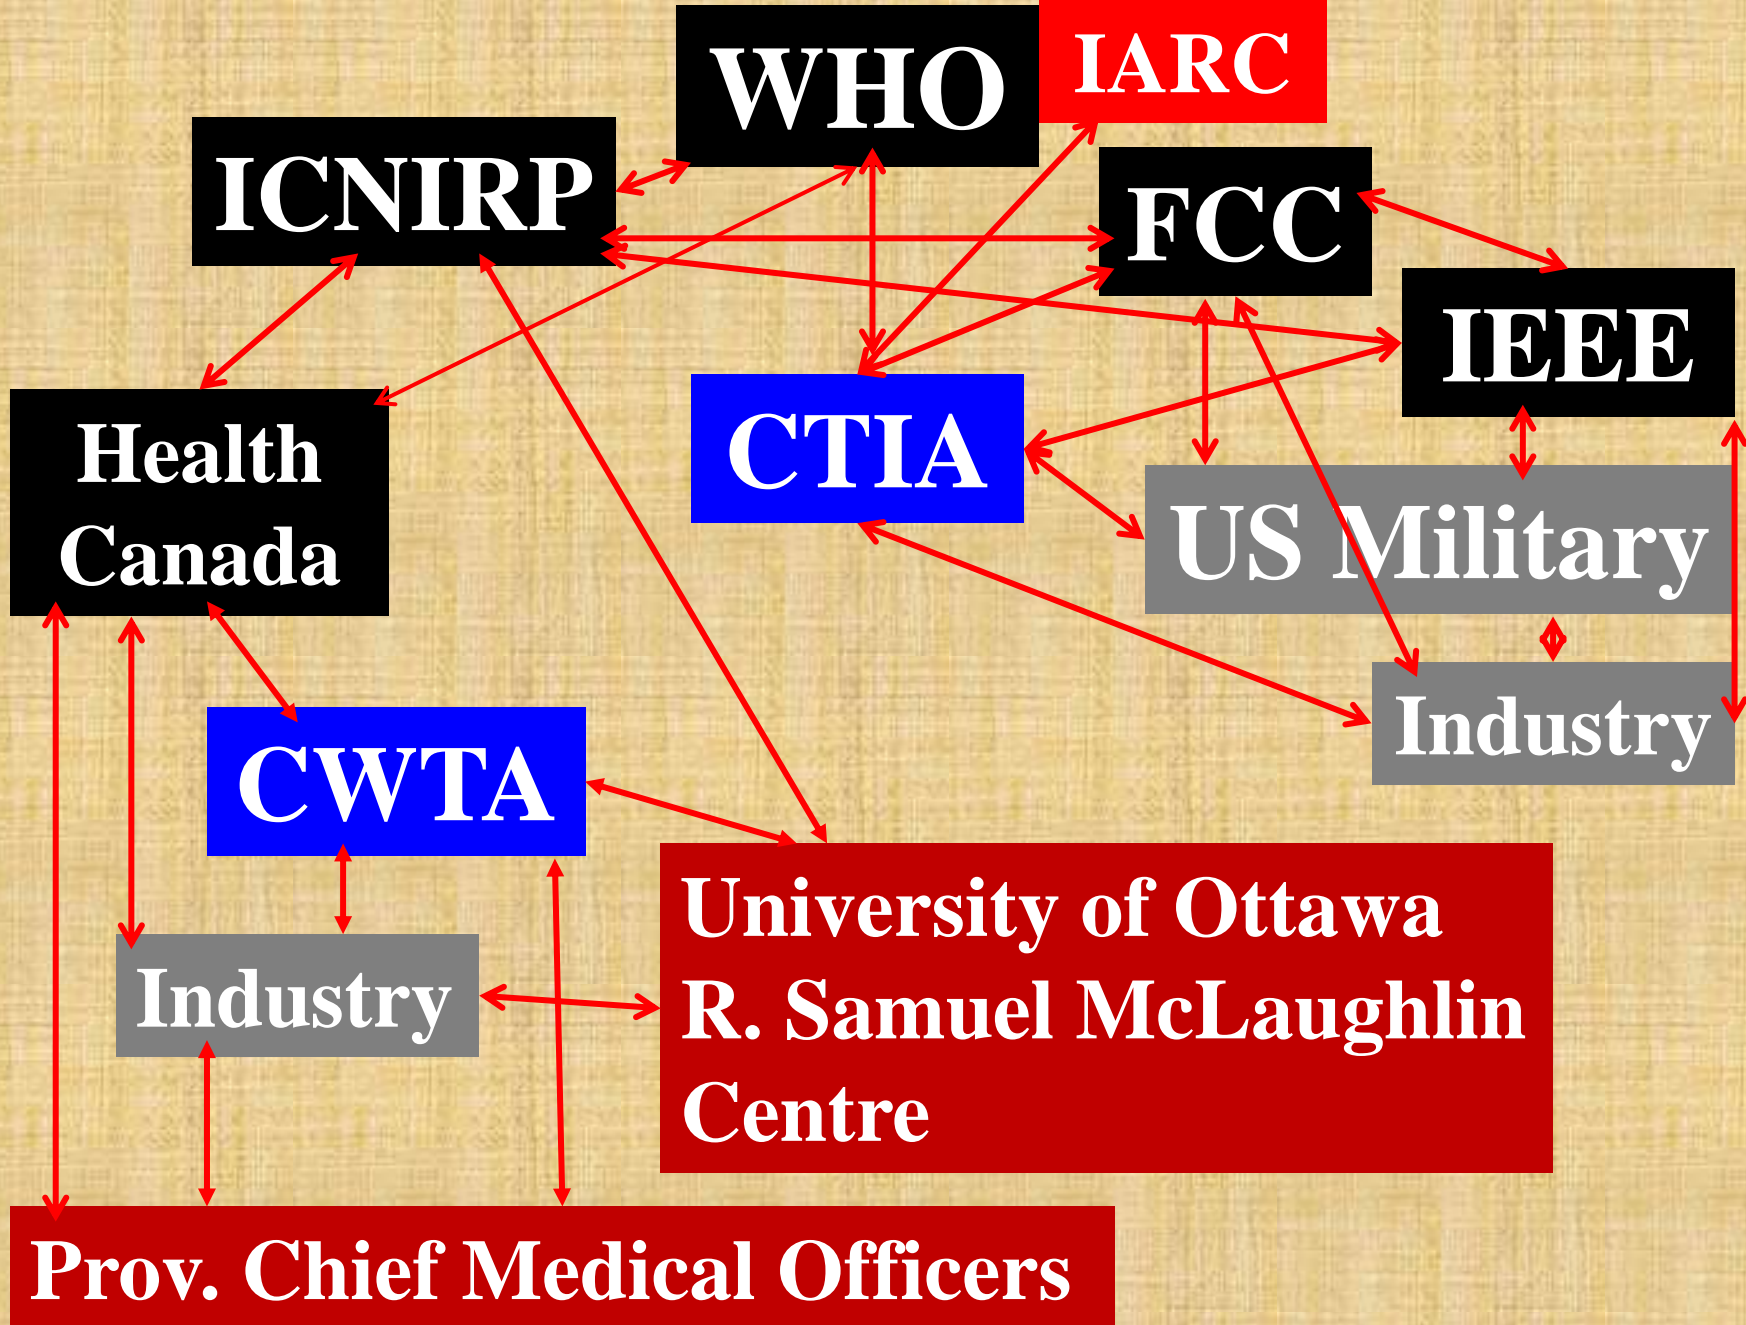 WHO
IARC
ICNIRP
FCC
IEEE
Health
Canada
CTIA
US Military
Industry
CWTA
University of Ottawa
R. Samuel McLaughlin
Centre
Industry
Prov. Chief Medical Officers